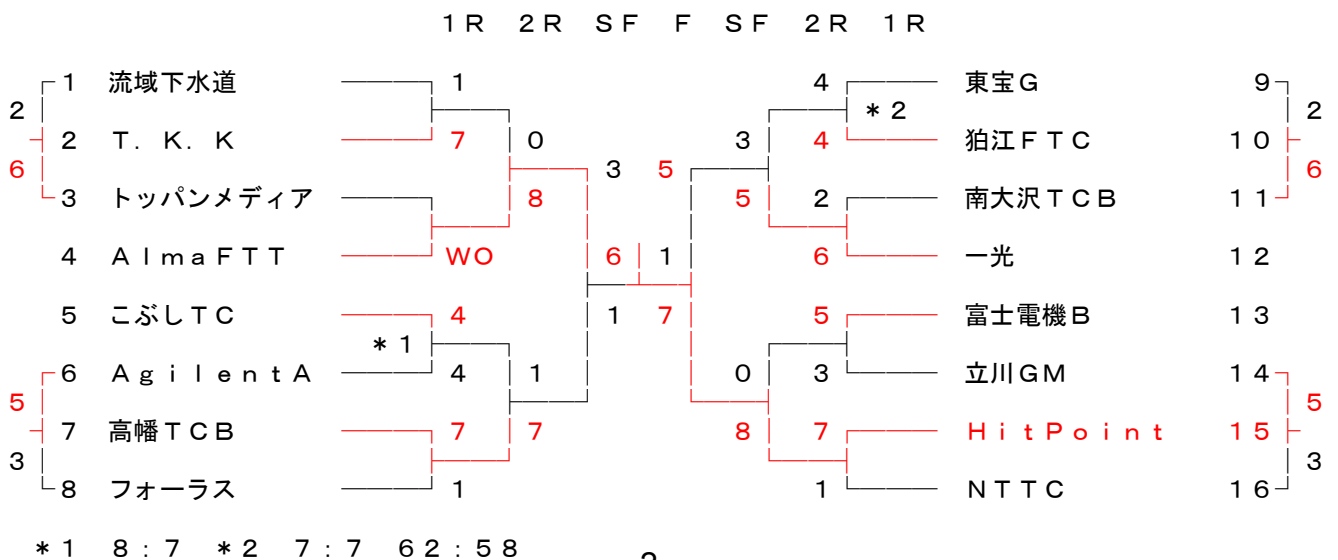 1R 2R SF F SF 2R 1R
1 流域下水道 1 4 東宝G 9
2 *2 2
2 T.K.K 7 0 3 4 狛江FTC 10
6 3 5 6
3 トッパンメディア 8 5 2 南大沢TCB 11
4 AlmaFTT WO 6 1 6 一光 12
5 こぶしTC 4 1 7 5 富士電機B 13
*1
6 AgilentA 4 1 0 3 立川GM 14
5 5
7 高幡TCB 7 7 8 7 HitPoint 15
3 3
8 フォーラス 1 1 NTTC 16
*1 8:7 *2 7:7 62:58